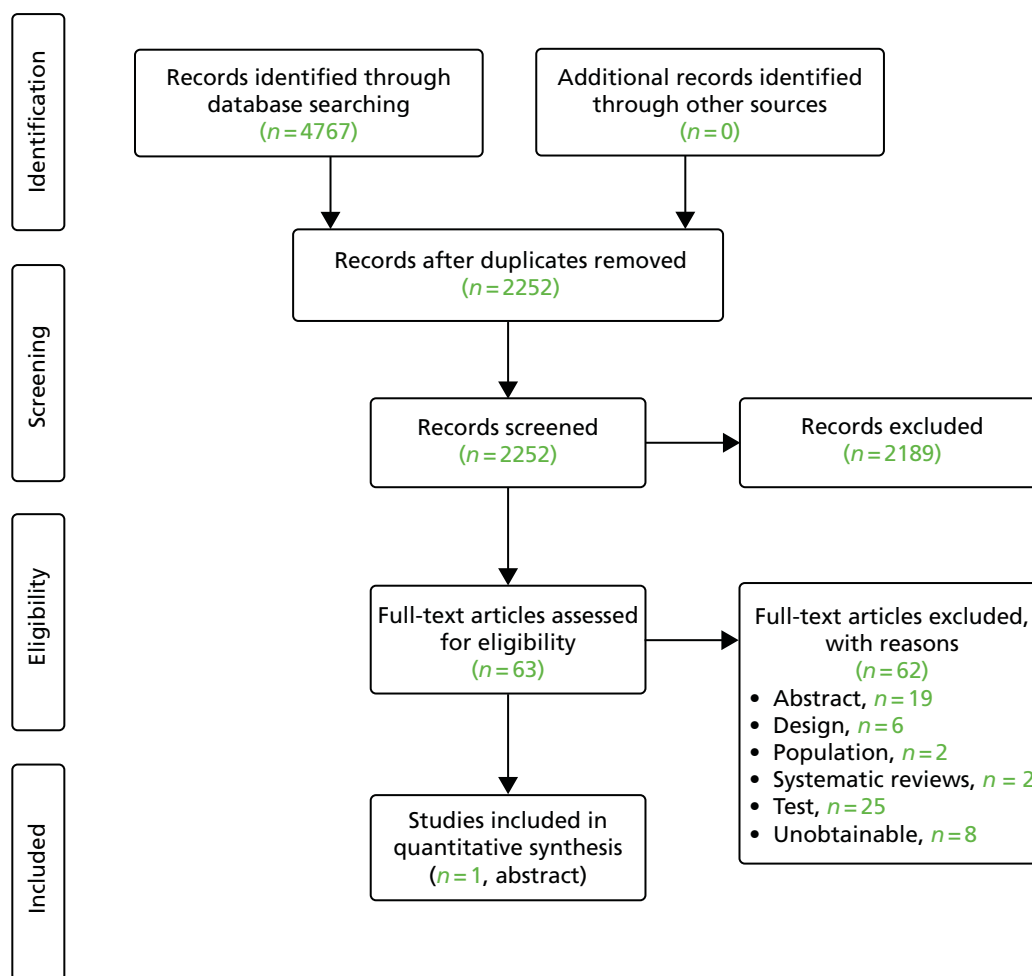 Identification
Records identified through
database searching
(n=4767)
Additional records identified
through other sources
(n=0)
Records after duplicates removed
(n=2252)
Screening
Records screened
(n=2252)
Records excluded
(n=2189)
Eligibility
Full-text articles assessed
for eligibility
(n=63)
Full-text articles excluded,
with reasons
(n=62)
• Abstract, n=19
• Design, n=6
• Population, n=2
• Systematic reviews, n = 2
• Test, n=25
• Unobtainable, n=8
Included
Studies included in
quantitative synthesis
(n=1, abstract)